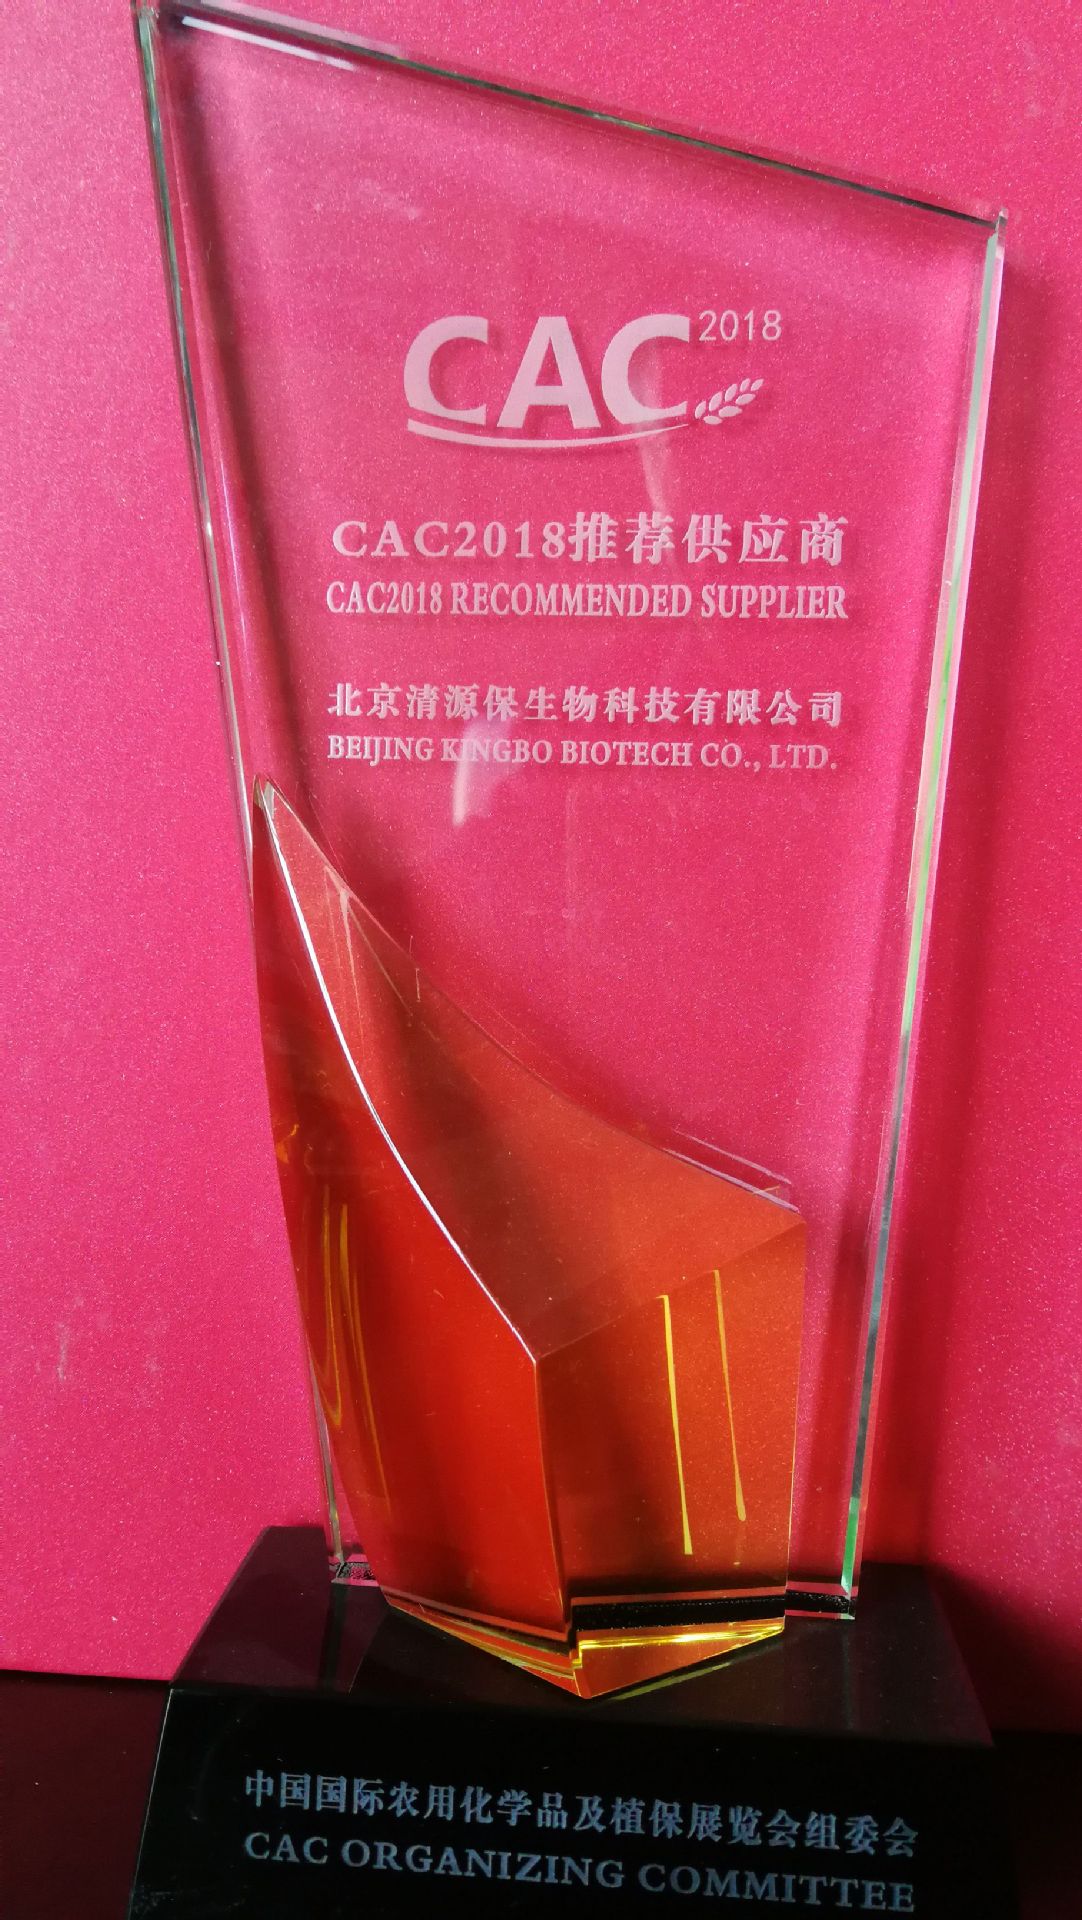 CAC 2018
CAC2018推荐供应商
CAC2018 RECOMMENDED SUPPLIER
北京清源保生物科技有限公司
BEIJING KINGBO BIOTECH CO., LTD.
中国国际农用化学品及植保展览会组委会
CAC ORGANIZING COMMITTEE